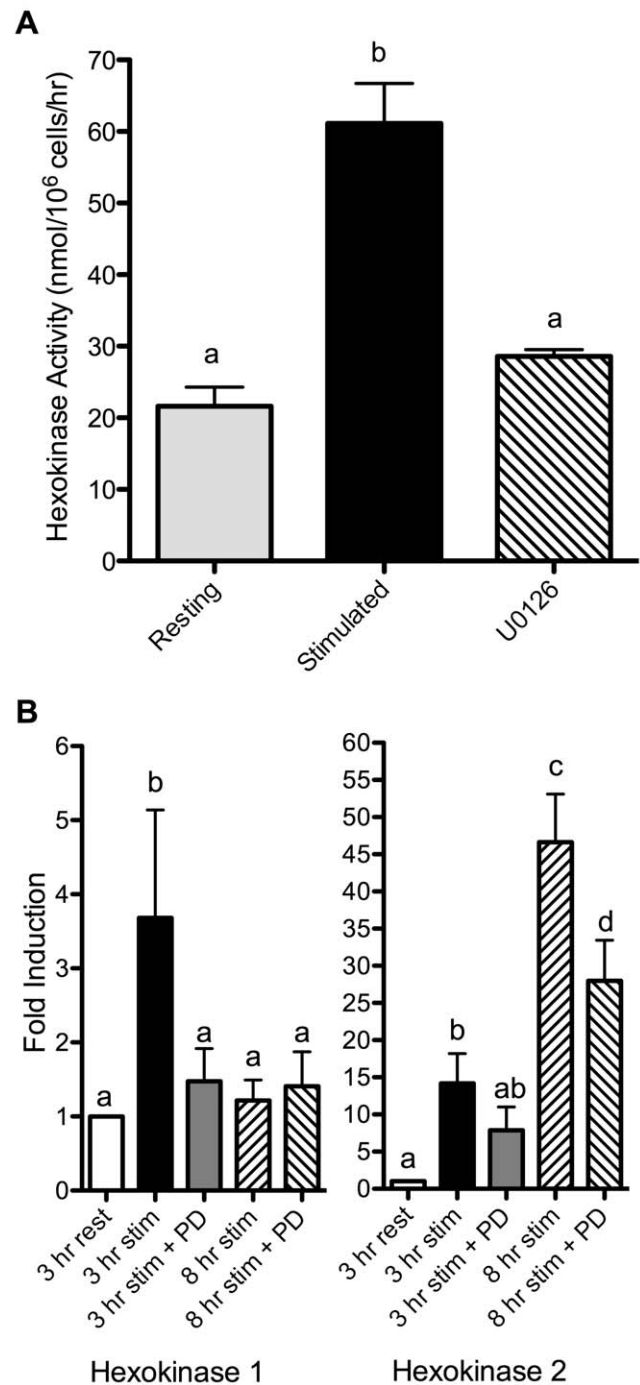 A
Hexokinase Activity (nmol/10⁶ cells/hr)
70
60
50
40
30
20
10
0
a
b
a
Resting
Stimulated
U0126
B
Fold Induction
6
5
4
3
2
1
0
a
b
a
a
a
3 hr rest
3 hr stim
3 hr stim + PD
8 hr stim
8 hr stim + PD
Hexokinase 1
60
55
50
45
40
35
30
25
20
15
10
5
0
a
b
ab
c
d
3 hr rest
3 hr stim
3 hr stim + PD
8 hr stim
8 hr stim + PD
Hexokinase 2